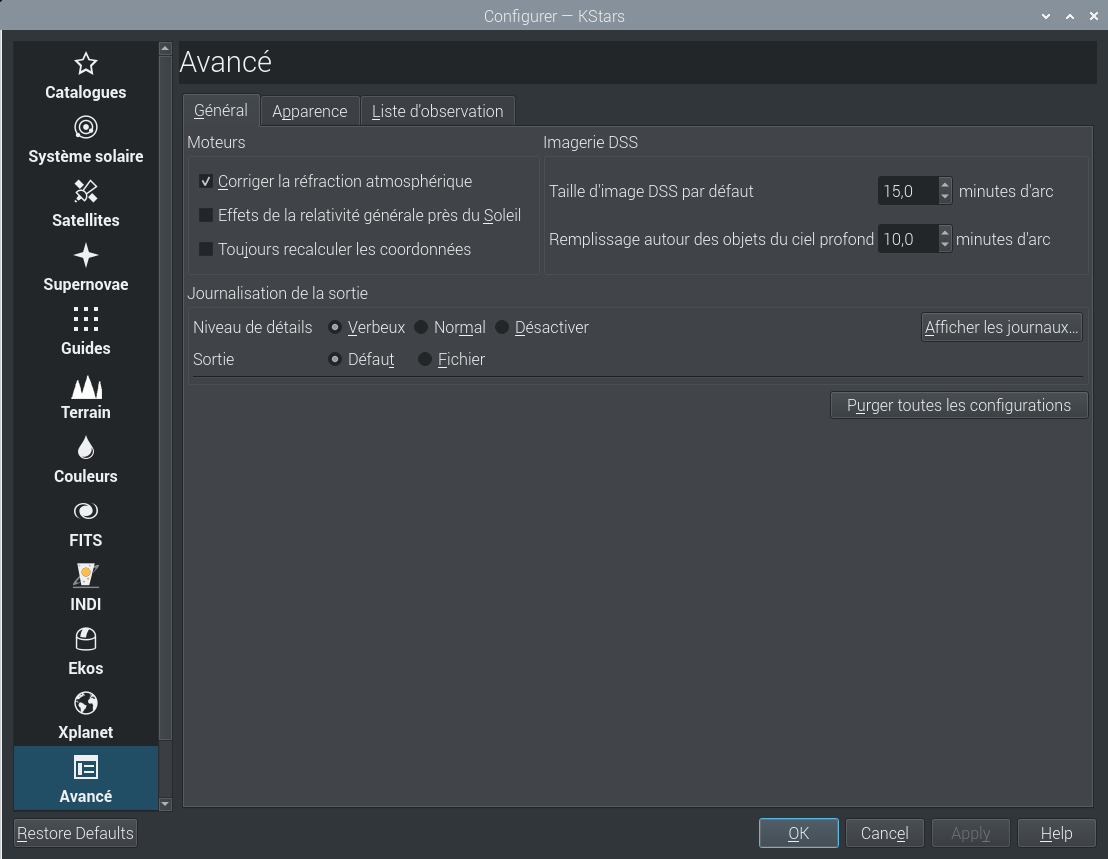 Configurer — KStars
Catalogues
Système solaire
Satellites
Supernovae
Guides
Terrain
Couleurs
FITS
INDI
Ekos
Xplanet
Avancé
Avancé
Général Apparence Liste d'observation
Moteurs
Corriger la réfraction atmosphérique
Effets de la relativité générale près du Soleil
Toujours recalculer les coordonnées
Imagerie DSS
Taille d'image DSS par défaut 15,0 minutes d'arc
Remplissage autour des objets du ciel profond 10,0 minutes d'arc
Journalisation de la sortie
Niveau de détails Verbeux Normal Désactiver Afficher les journaux...
Sortie Défaut Fichier
Purger toutes les configurations
Restore Defaults OK Cancel Apply Help